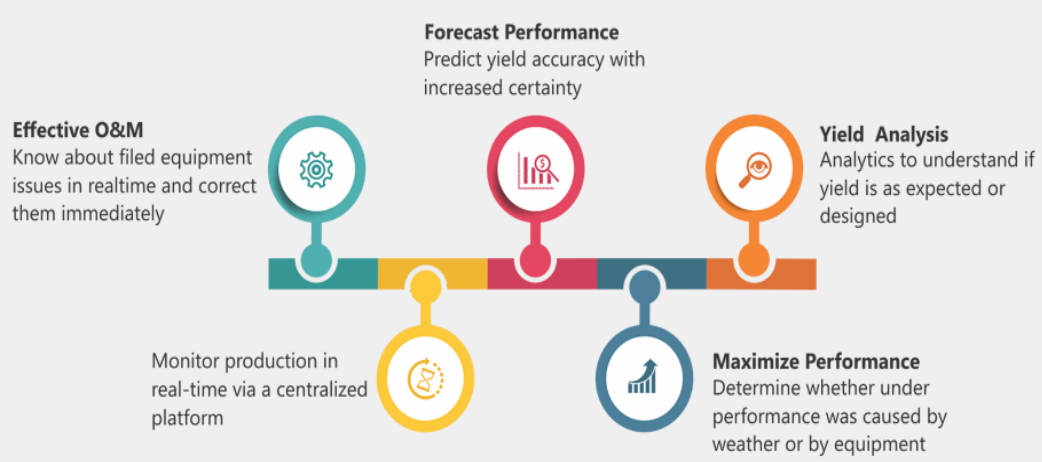 Forecast Performance
Predict yield accuracy with
increased certainty
Effective O&M
Know about filed equipment
issues in realtime and correct
them immediately
Yield Analysis
Analytics to understand if
yield is as expected or
designed
Monitor production in
real-time via a centralized
platform
Maximize Performance
Determine whether under
performance was caused by
weather or by equipment
$